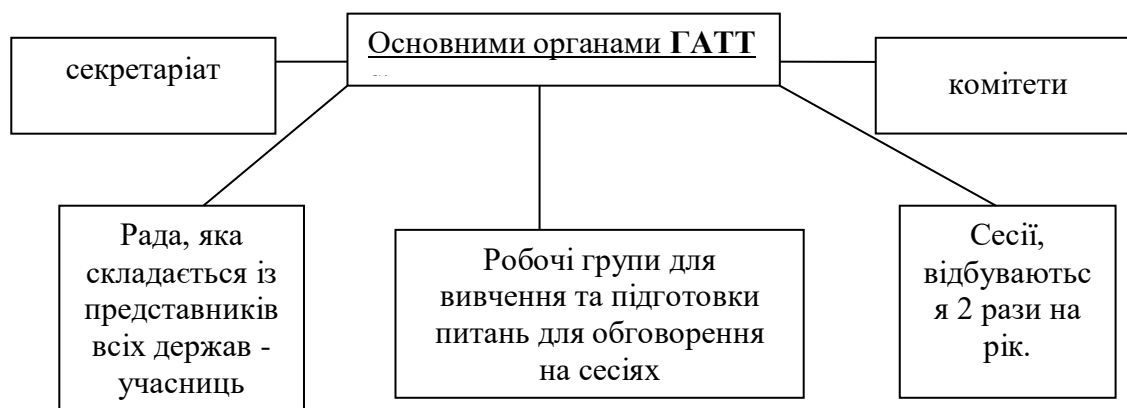 Основними органами ГАТТ
секретаріат
комітети
Рада, яка
складається із
представників
всіх держав -
учасниць
Робочі групи для
вивчення та підготовки
питань для обговорення
на сесіях
Сесії,
відбуваютьс
я 2 рази на
рік.